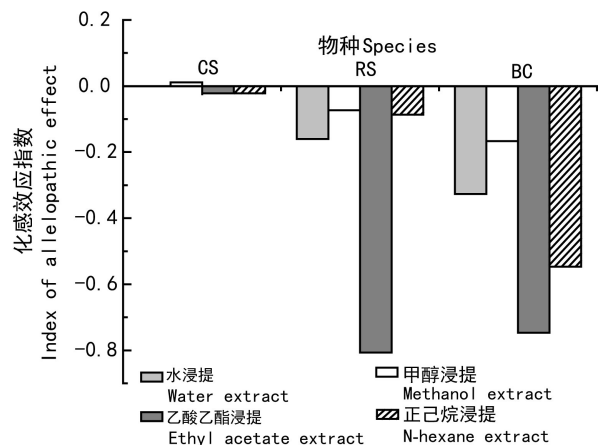 物种Species
CS RS BC
0.2
0.0
-0.2
-0.4
-0.6
-0.8
化感效应指数
Index of allelopathic effect
水浸提
Water extract
甲醇浸提
Methanol extract
乙酸乙酯浸提
Ethyl acetate extract
正己烷浸提
N-hexane extract